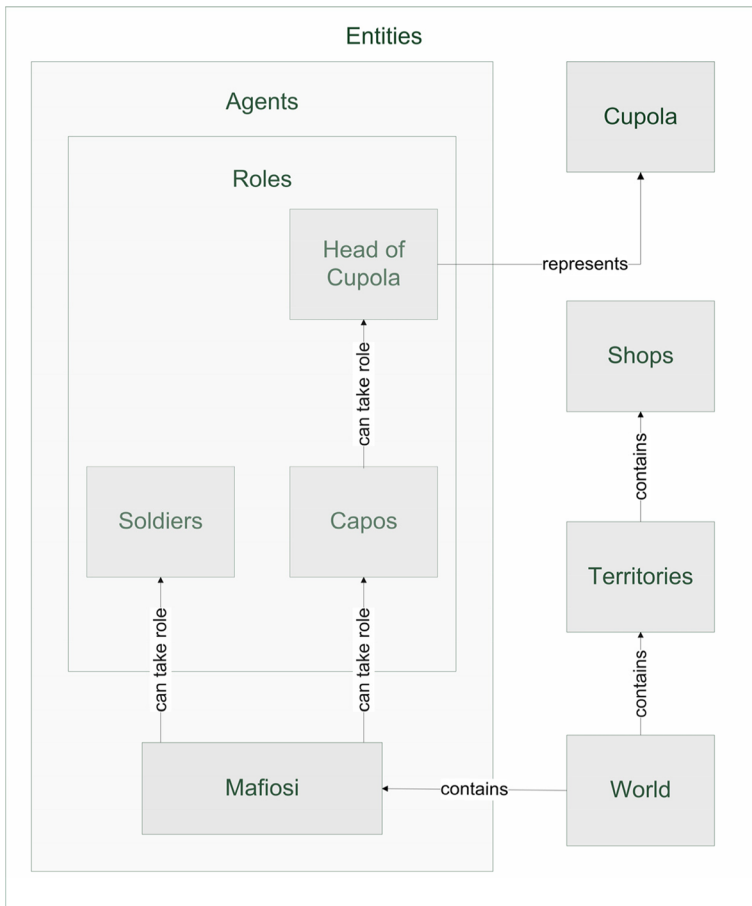 Entities
Agents
Cupola
Roles
Head of
Cupola
represents
Shops
can take role
contains
Soldiers
Capos
Territories
can take role
can take role
contains
Mafiosi
contains
World